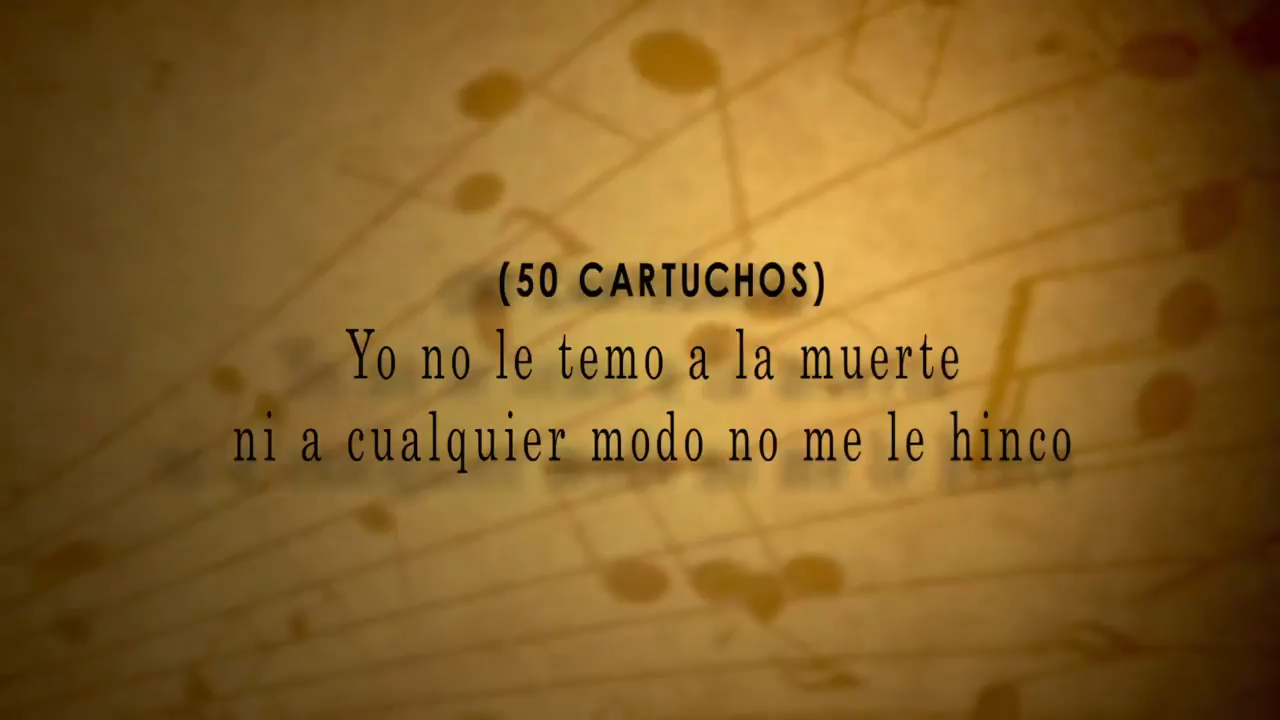 (50 CARTUCHOS)
Yo no le temo a la muerte
ni a cualquier modo no me le hinco